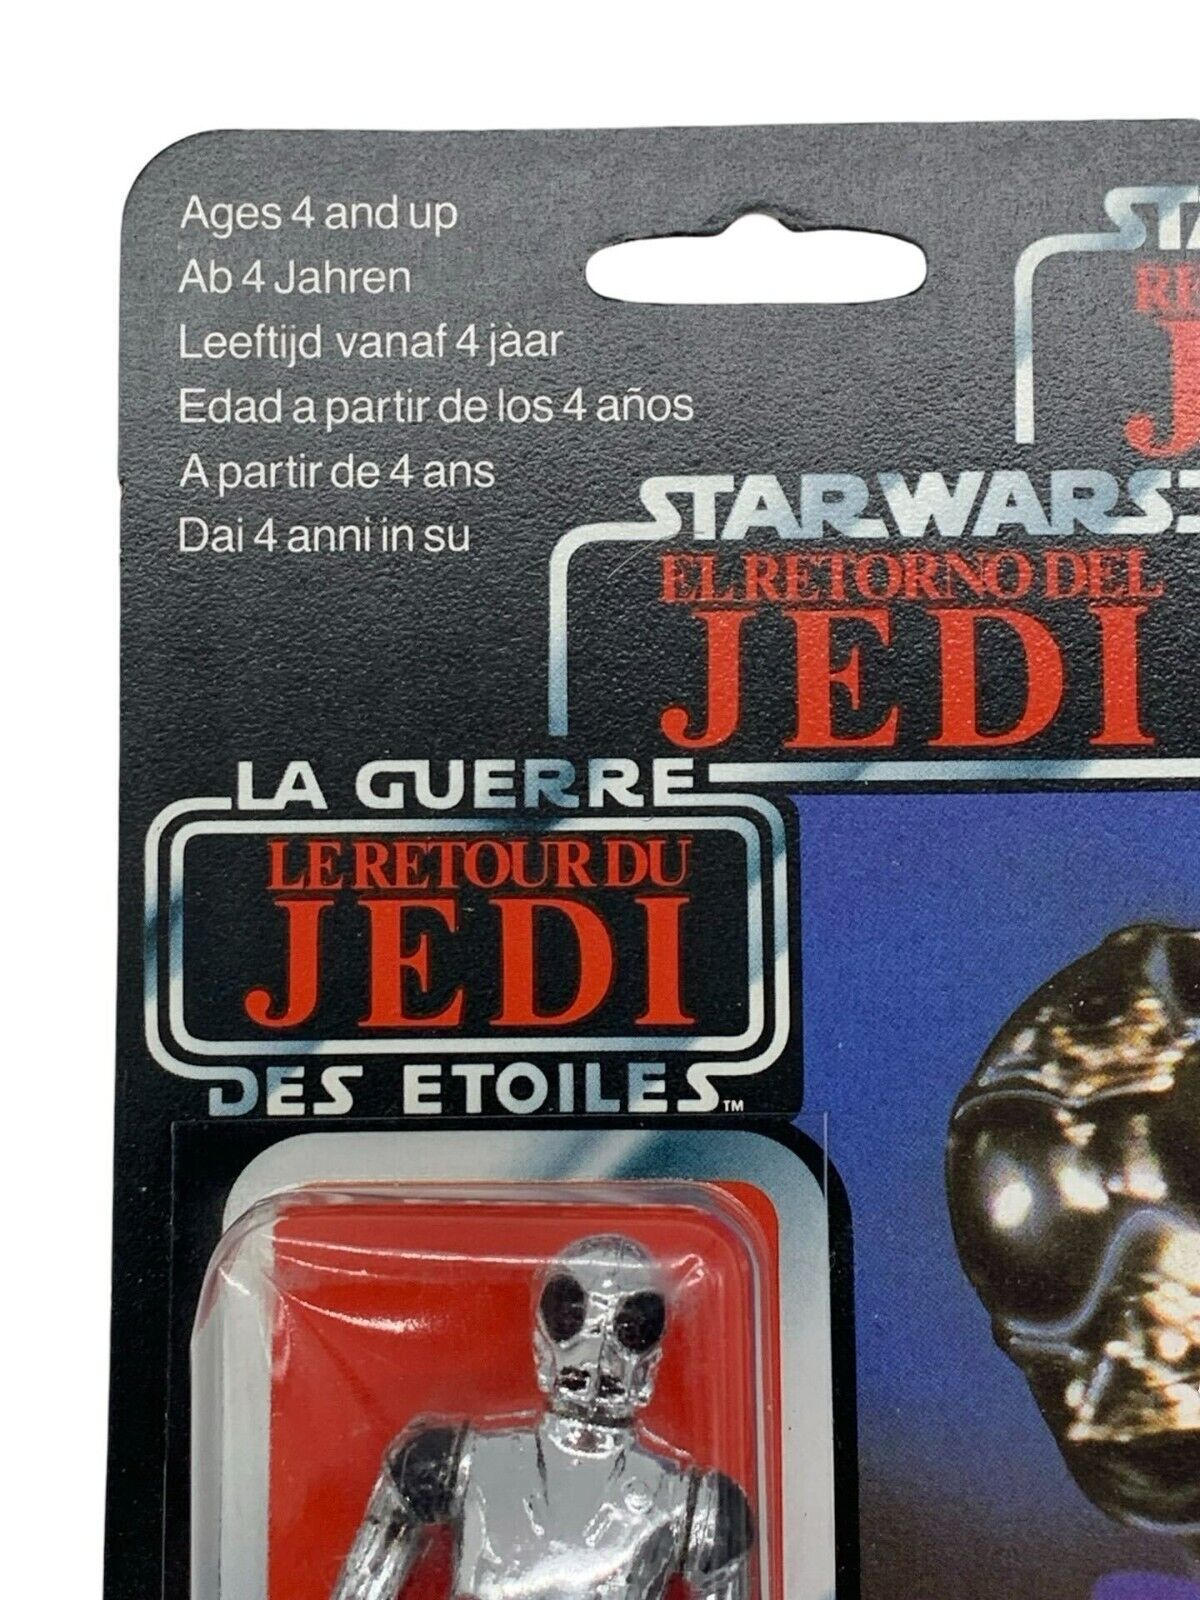 Ages 4 and up
Ab 4 Jahren
Leeftijd vanaf 4 jàar
Edad a partir de los 4 años
A partir de 4 ans
Dai 4 anni in su
STAR WARS
EL RETORNO DEL
JEDI
LA GUERRE
LE RETOUR DU
JEDI
DES ETOILES™